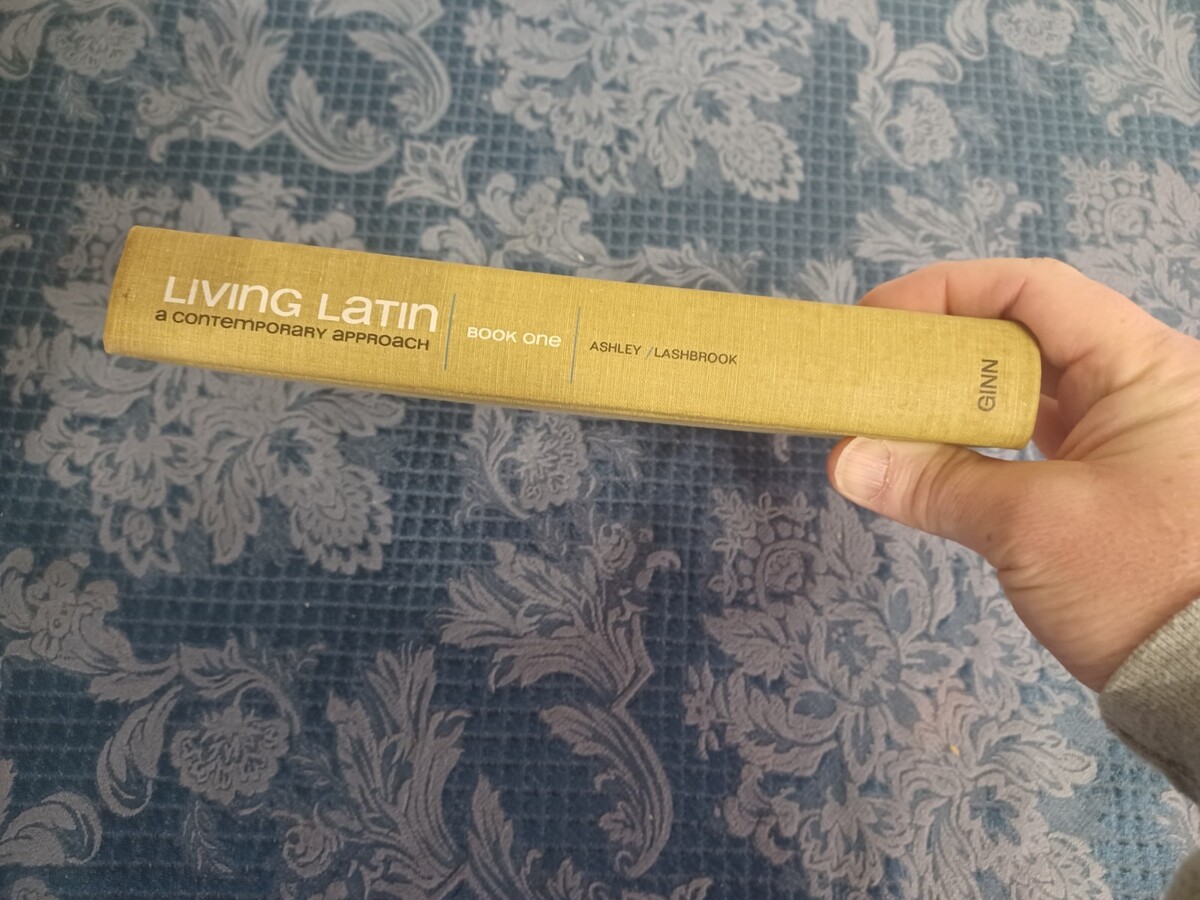 LIVING LATIN
a contemporary approach
BOOK one
ASHLEY / LASHBROOK
GINN